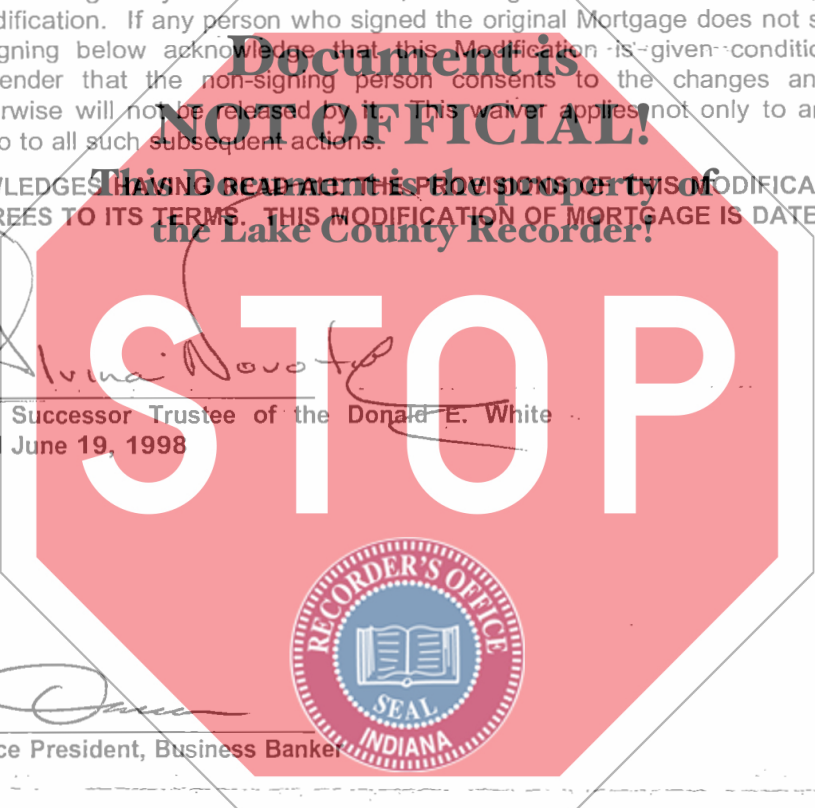 dification. If any person who signed the original Mortgage does not s
gning below acknowledge that this Modification is given conditio
ender that the non-signing person consents to the changes an
rwise will not be released by it. This waiver applies not only to an
o to all such subsequent actions.
Document is
NOT OFFICIAL!
This Document is the property of
the Lake County Recorder!
WLEDGES HAVING READ ALL THE PROVISIONS OF THIS MODIFICA
REES TO ITS TERMS. THIS MODIFICATION OF MORTGAGE IS DATE
STOP
Alvina Novotny
Successor Trustee of the Donald E. White
June 19, 1998
RECORDER'S OFFICE
SEAL
INDIANA
ce President, Business Banker